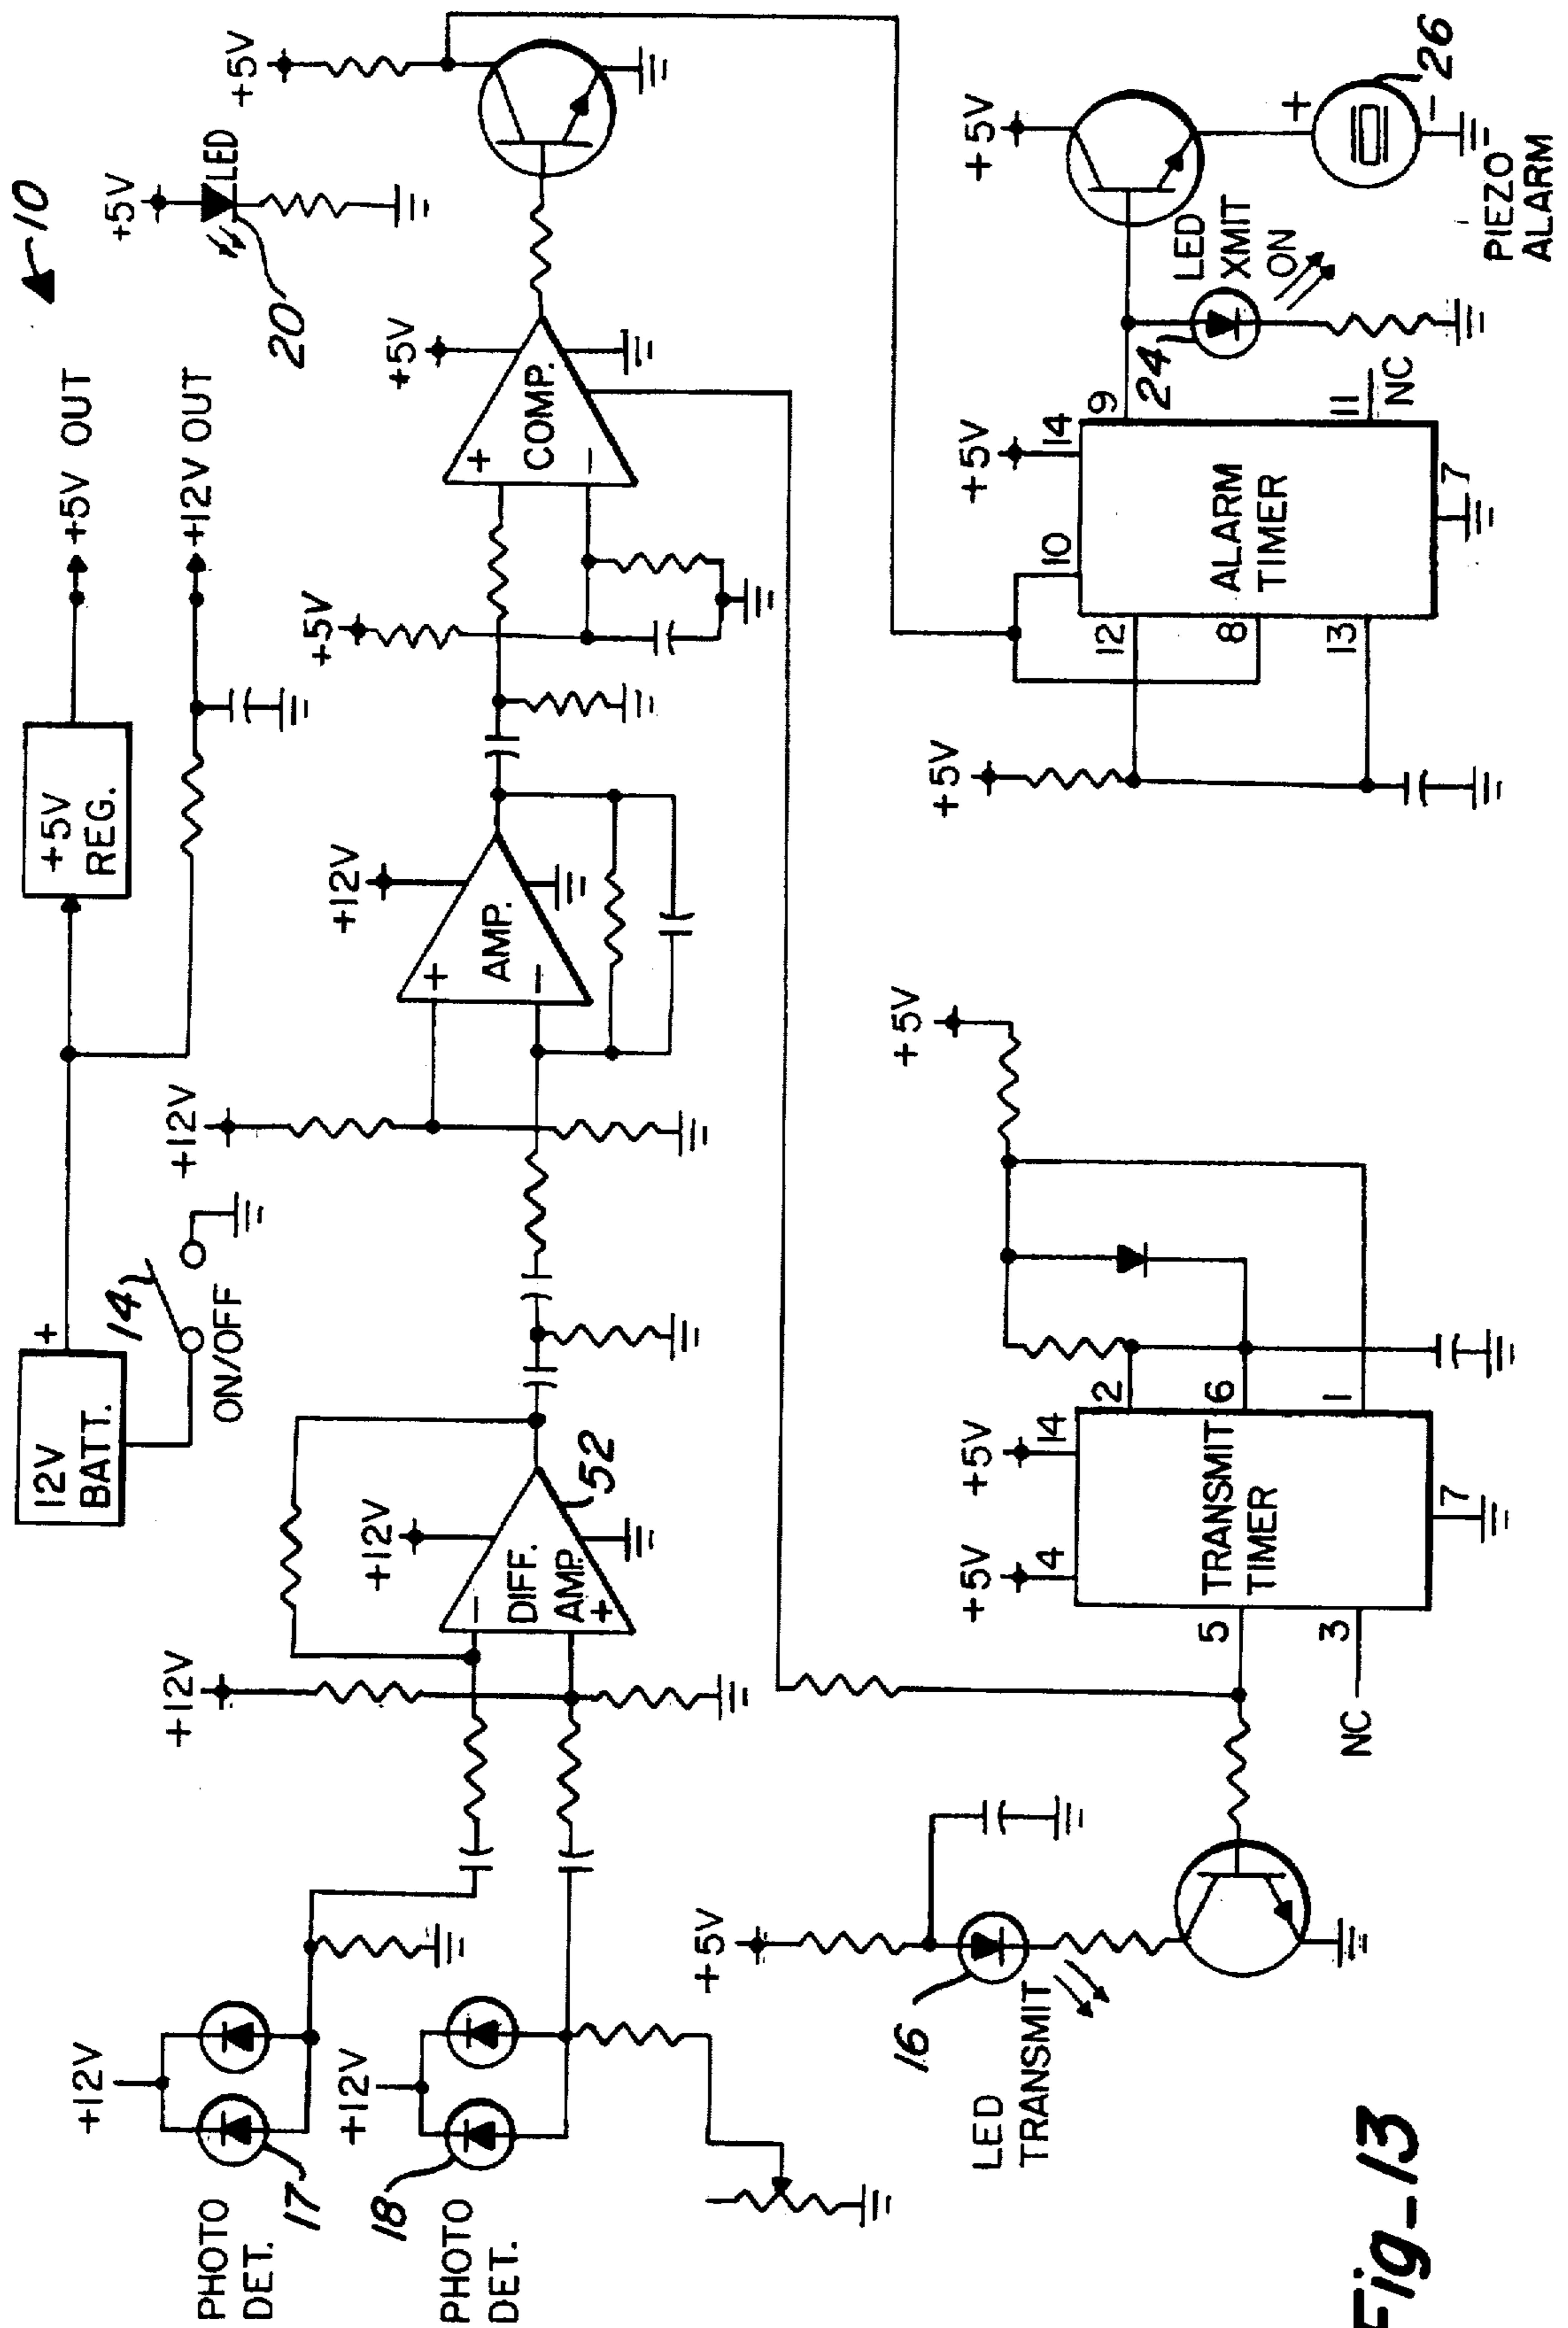 10
12V
BATT.
+
14
ON/OFF
+5V
REG.
+5V OUT
+12V OUT
+5V
LED
20
+12V
PHOTO
DET.
17
+12V
PHOTO
DET.
18
+12V
+12V
−
DIFF.
AMP.
+
52
+12V
+12V
+
AMP.
−
+5V
+5V
+
COMP.
−
+5V
+5V
16
LED
TRANSMIT
+5V
4
+5V
14
5
3
NC
TRANSMIT
TIMER
2
6
1
7
+5V
+5V
12
8
13
10
+5V
14
ALARM
TIMER
9
11
NC
7
24
LED
XMIT
ON
+5V
+
−
26
PIEZO
ALARM
Fig-13